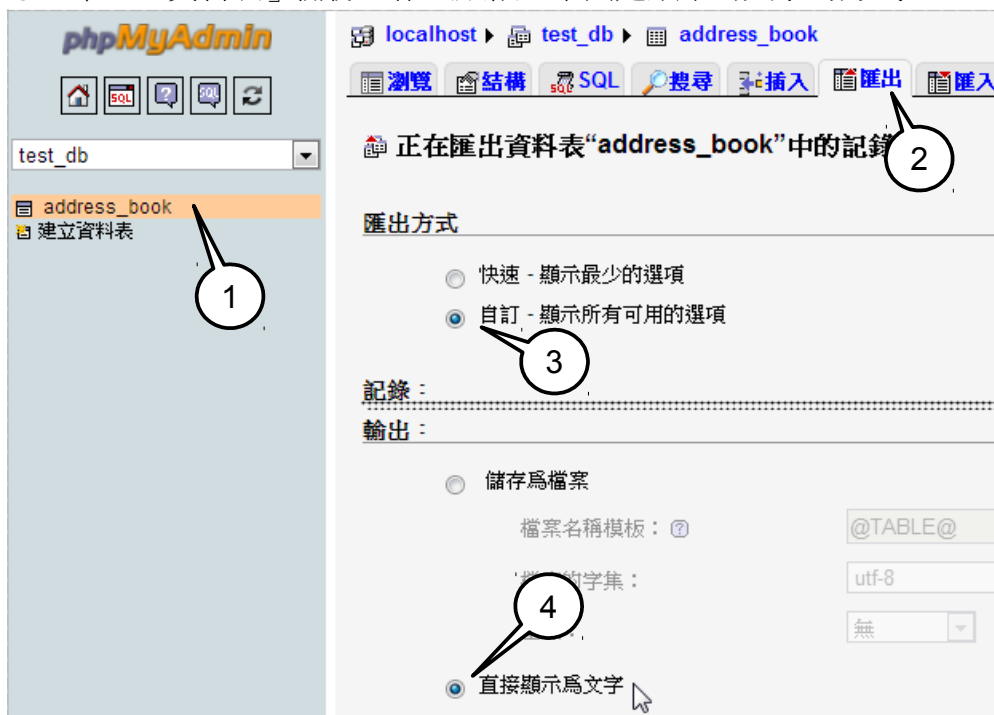 phpMyAdmin
SQL
SQL
test_db
address_book
建立資料表
1
localhost ▶ test_db ▶ address_book
瀏覽 結構 SQL 搜尋 插入 匯出 匯入
正在匯出資料表“address_book”中的記錄
2
匯出方式
快速 - 顯示最少的選項
自訂 - 顯示所有可用的選項
3
記錄：
輸出：
儲存為檔案
檔案名稱模板： @TABLE@
的字集： utf-8
4
無
直接顯示為文字